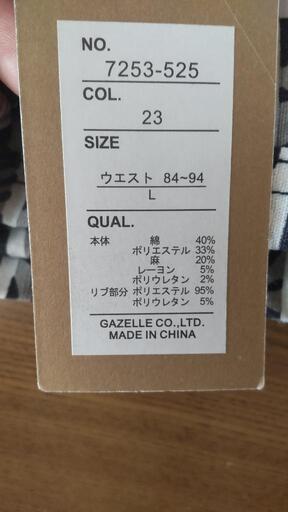 NO.
7253-525
COL.
23
SIZE
ウエスト 84~94
L
QUAL.
本体 綿 40%
ポリエステル 33%
麻 20%
レーヨン 5%
ポリウレタン 2%
リブ部分 ポリエステル 95%
ポリウレタン 5%
GAZELLE CO.,LTD.
MADE IN CHINA